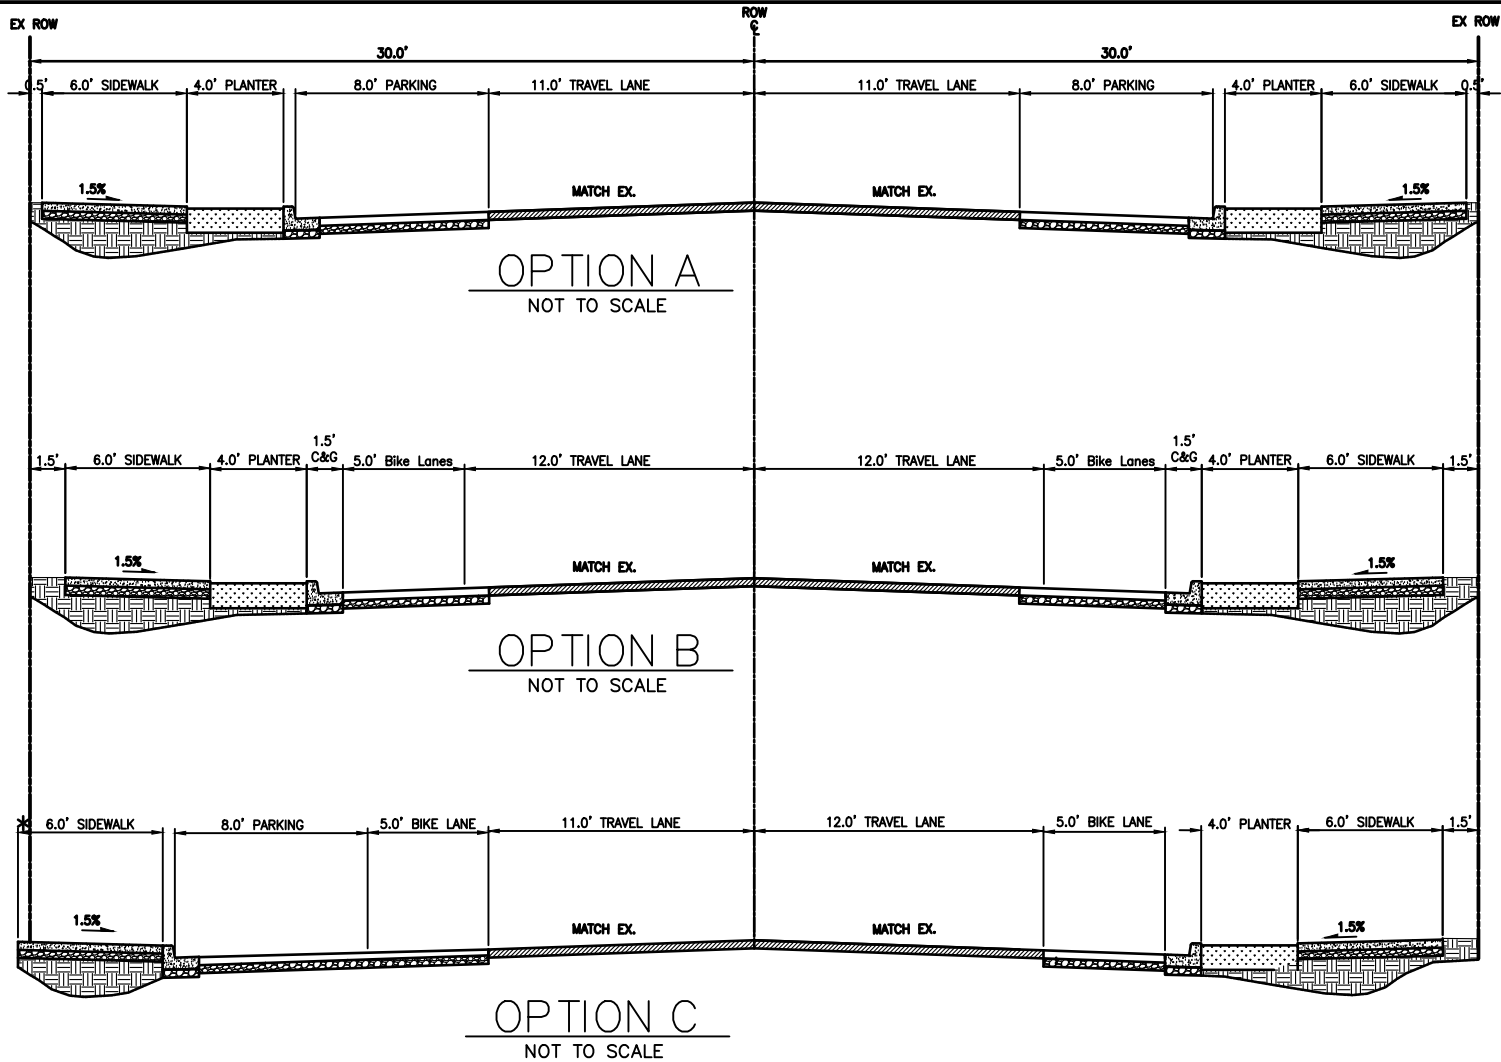 EX ROW
ROW
℄
EX ROW
30.0'
30.0'
0.5'
6.0' SIDEWALK
4.0' PLANTER
8.0' PARKING
11.0' TRAVEL LANE
11.0' TRAVEL LANE
8.0' PARKING
4.0' PLANTER
6.0' SIDEWALK
0.5'
1.5%
MATCH EX.
MATCH EX.
1.5%
OPTION A
NOT TO SCALE
1.5'
6.0' SIDEWALK
4.0' PLANTER
1.5'
C&G
5.0' Bike Lanes
12.0' TRAVEL LANE
12.0' TRAVEL LANE
5.0' Bike Lanes
1.5'
C&G
4.0' PLANTER
6.0' SIDEWALK
1.5'
1.5%
MATCH EX.
MATCH EX.
1.5%
OPTION B
NOT TO SCALE
*
6.0' SIDEWALK
8.0' PARKING
5.0' BIKE LANE
11.0' TRAVEL LANE
12.0' TRAVEL LANE
5.0' BIKE LANE
4.0' PLANTER
6.0' SIDEWALK
1.5'
1.5%
MATCH EX.
MATCH EX.
1.5%
OPTION C
NOT TO SCALE